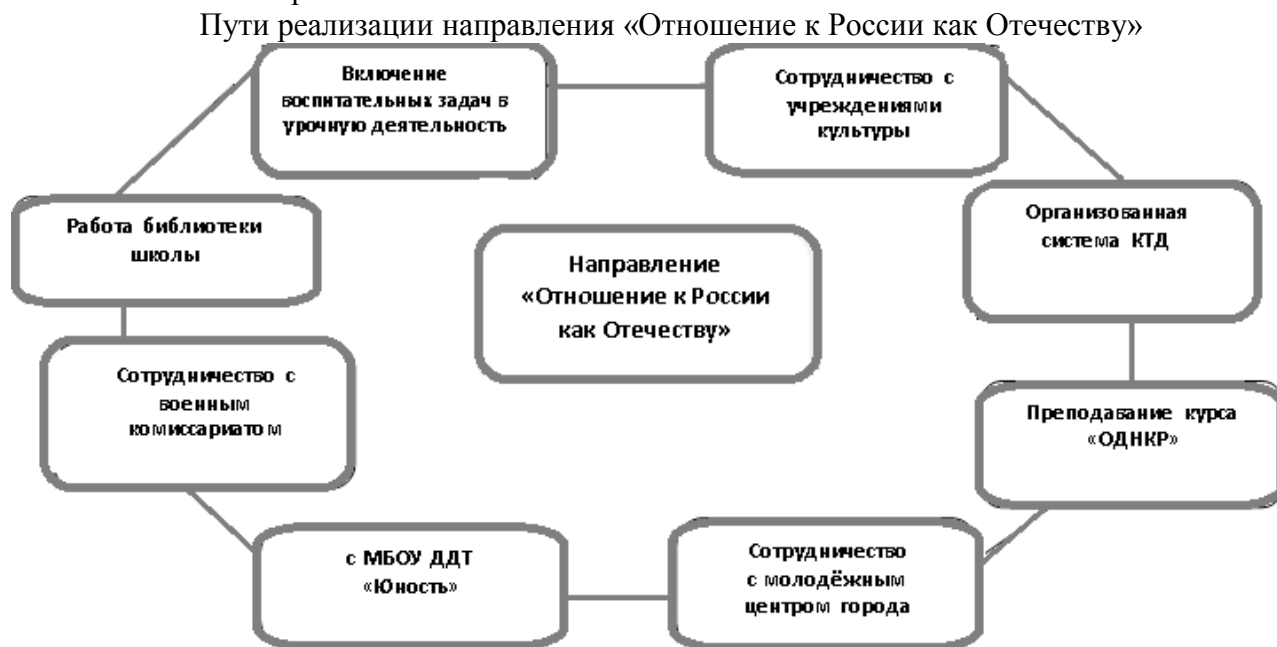 Пути реализации направления «Отношение к России как Отечеству»
Включение
воспитательных задач в
урочную деятельность
Сотрудничество с
учреждениями
культуры
Работа библиотеки
школы
Организованная
система КТД
Направление
«Отношение к России
как Отечеству»
Сотрудничество с
военным
комиссариатом
Преподавание курса
«ОДНКР»
с МБОУ ДДТ
«Юность»
Сотрудничество
с молодёжным
центром города